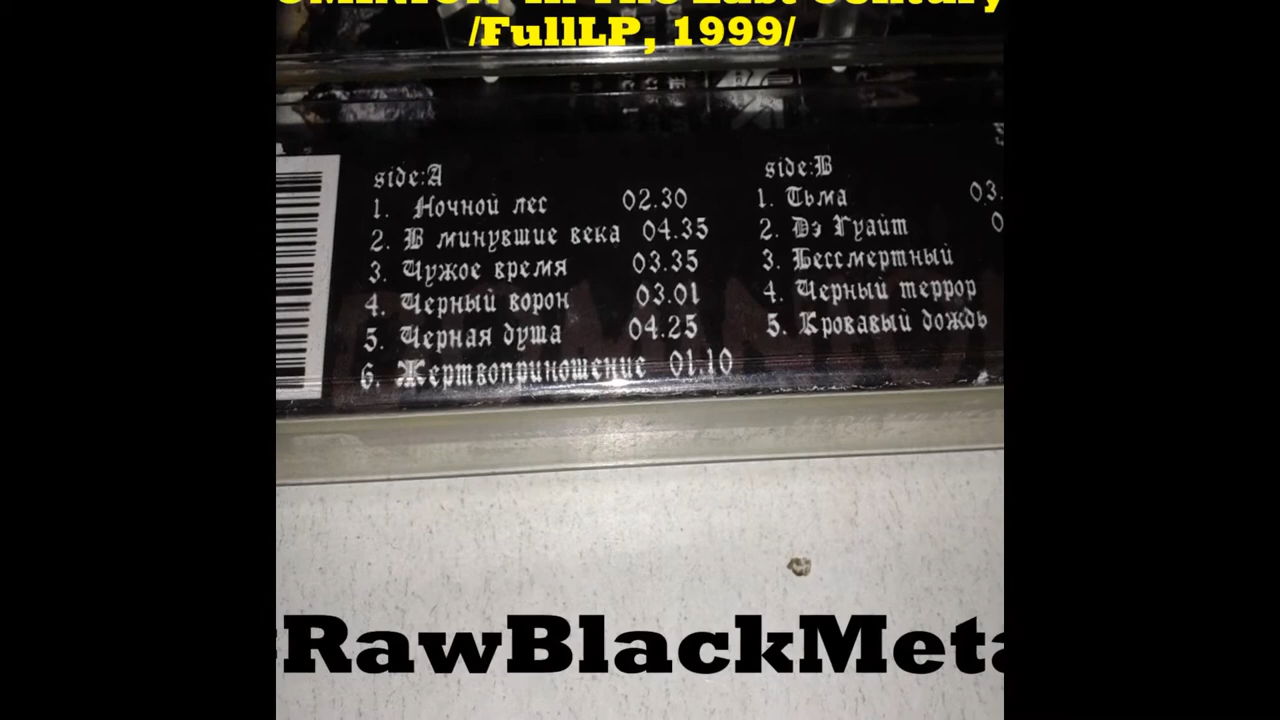 /FullLP, 1999/
side:A
1. Ночной лес 02.30
2. В минувшие века 04.35
3. Чужое время 03.35
4. Черный ворон 03.01
5. Черная душа 04.25
6. Жертвоприношение 01.10
side:B
1. Тьма 03.
2. Дэ Гуайт 0
3. Бессмертный
4. Черный террор
5. Кровавый дождь
RawBlackMeta